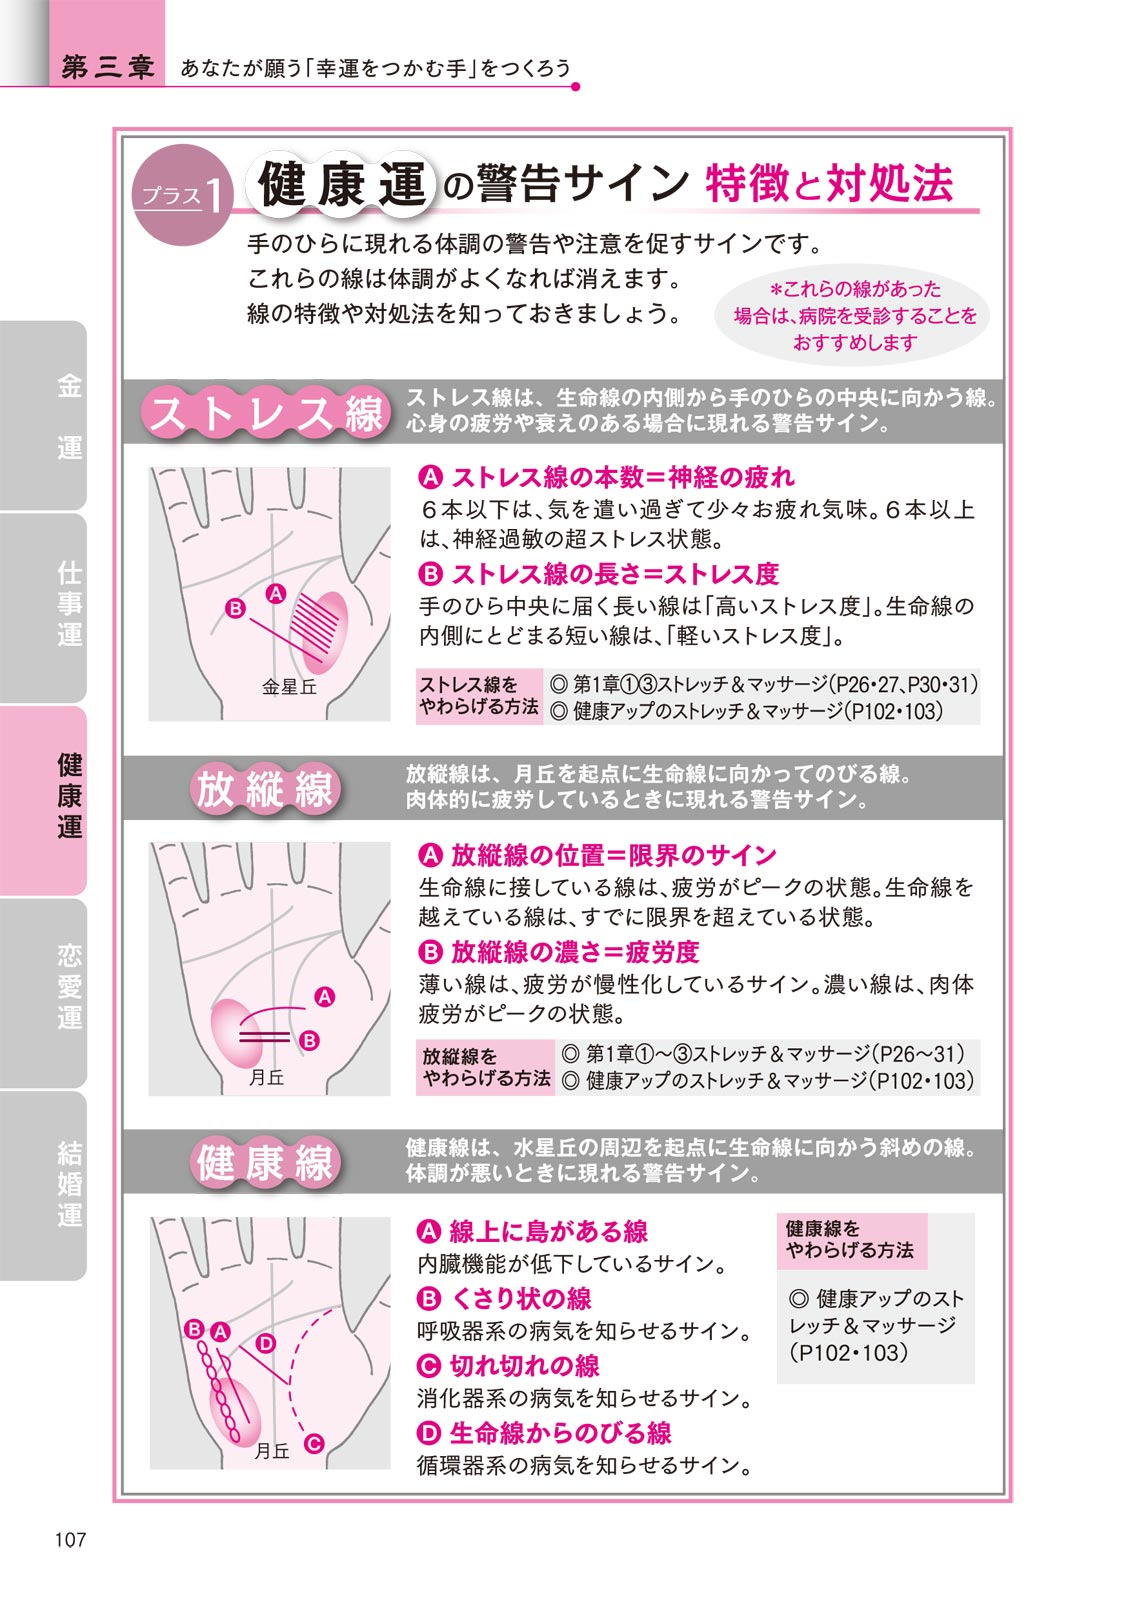 第三章 あなたが願う「幸運をつかむ手」をつくろう
プラス1
健康運の警告サイン 特徴と対処法
手のひらに現れる体調の警告や注意を促すサインです。
これらの線は体調がよくなれば消えます。
線の特徴や対処法を知っておきましょう。
*これらの線があった
場合は、病院を受診することを
おすすめします
金運
仕事運
健康運
恋愛運
結婚運
ストレス線
ストレス線は、生命線の内側から手のひらの中央に向かう線。
心身の疲労や衰えのある場合に現れる警告サイン。
A
B
金星丘
A ストレス線の本数=神経の疲れ
6本以下は、気を遣い過ぎて少々お疲れ気味。6本以上
は、神経過敏の超ストレス状態。
B ストレス線の長さ=ストレス度
手のひら中央に届く長い線は「高いストレス度」。生命線の
内側にとどまる短い線は、「軽いストレス度」。
ストレス線を
やわらげる方法
◎ 第1章①③ストレッチ&マッサージ(P26・27、P30・31)
◎ 健康アップのストレッチ&マッサージ(P102・103)
放縦線
放縦線は、月丘を起点に生命線に向かってのびる線。
肉体的に疲労しているときに現れる警告サイン。
A
B
月丘
A 放縦線の位置=限界のサイン
生命線に接している線は、疲労がピークの状態。生命線を
越えている線は、すでに限界を超えている状態。
B 放縦線の濃さ=疲労度
薄い線は、疲労が慢性化しているサイン。濃い線は、肉体
疲労がピークの状態。
放縦線を
やわらげる方法
◎ 第1章①〜③ストレッチ&マッサージ(P26〜31)
◎ 健康アップのストレッチ&マッサージ(P102・103)
健康線
健康線は、水星丘の周辺を起点に生命線に向かう斜めの線。
体調が悪いときに現れる警告サイン。
B
A
D
C
月丘
A 線上に島がある線
内臓機能が低下しているサイン。
B くさり状の線
呼吸器系の病気を知らせるサイン。
C 切れ切れの線
消化器系の病気を知らせるサイン。
D 生命線からのびる線
循環器系の病気を知らせるサイン。
健康線を
やわらげる方法
◎ 健康アップのスト
レッチ&マッサージ
(P102・103)
107